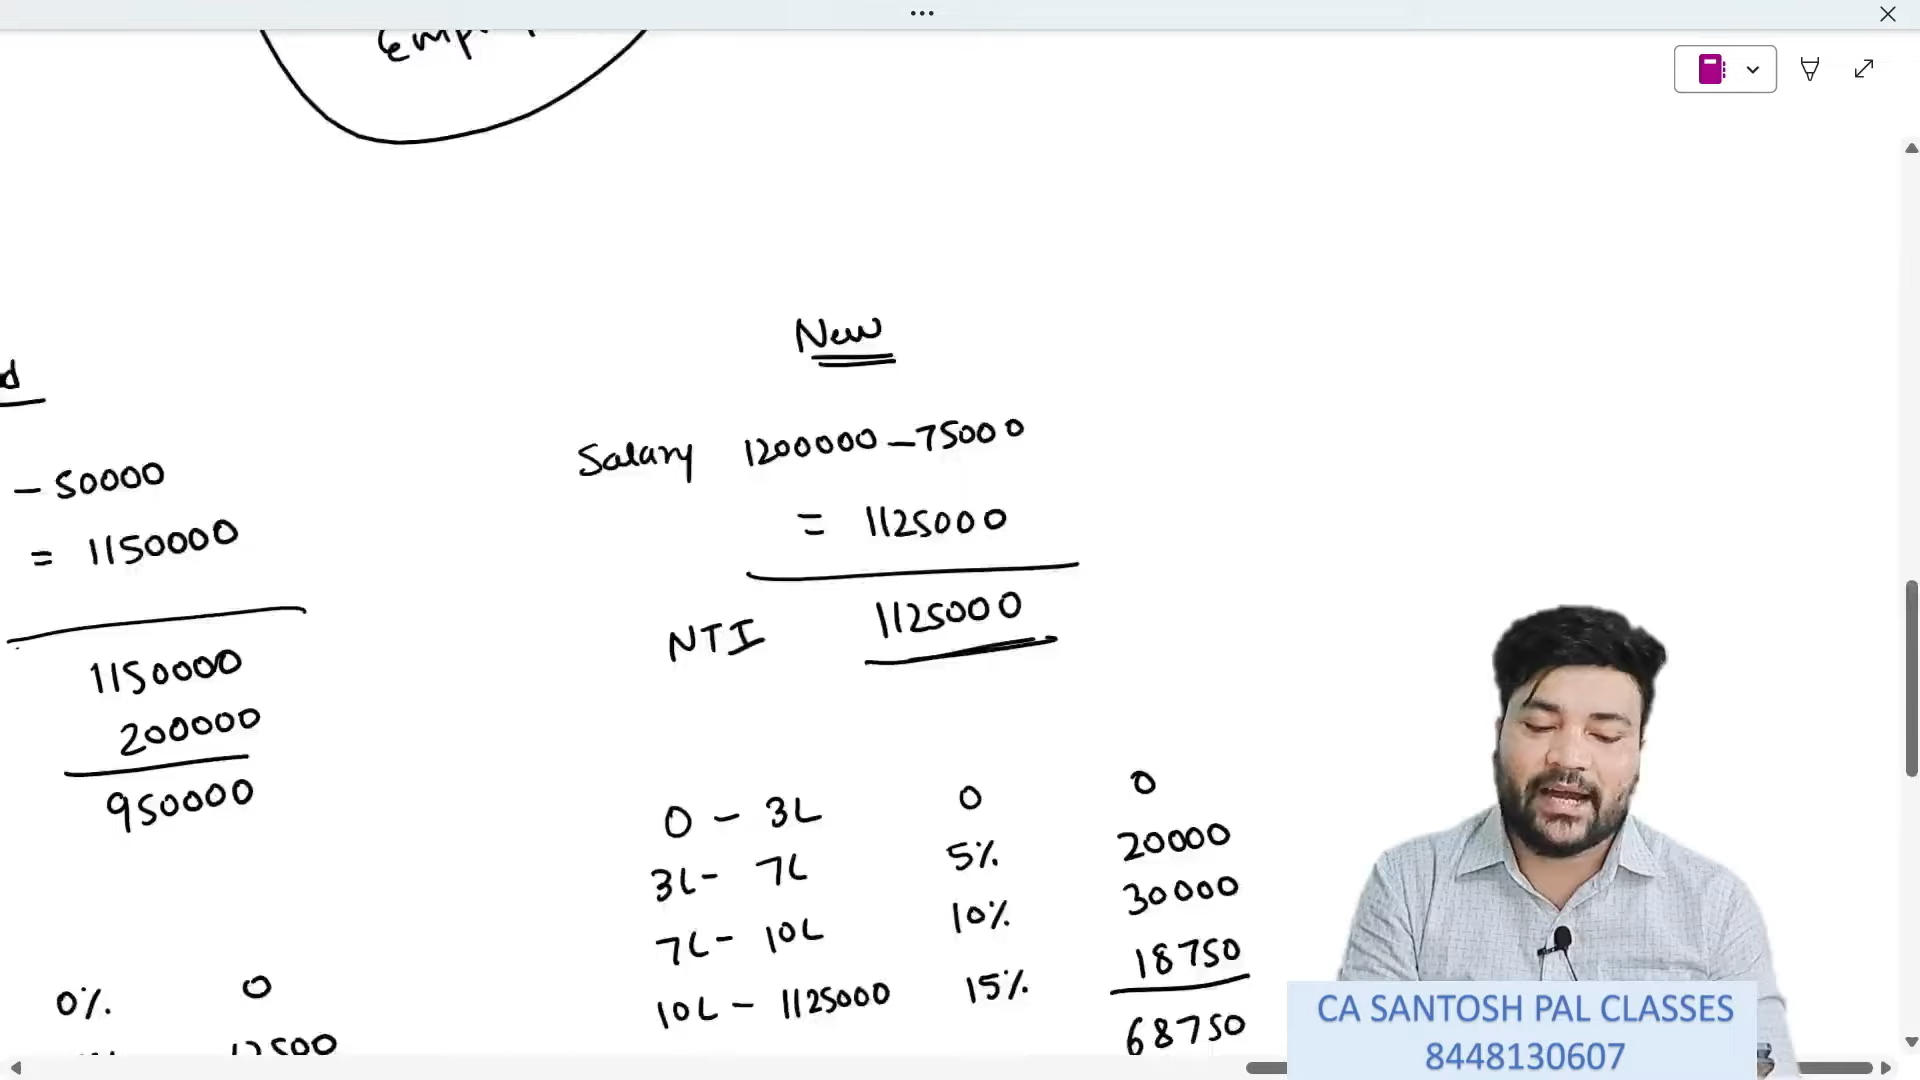 New
Salary 1200000 - 75000
= 1125000
NTI 1125000
0 - 3L 0 0
3L - 7L 5% 20000
7L - 10L 10% 30000
10L - 1125000 15% 18750
68750
- 50000
= 1150000
1150000
200000
950000
0% 0
12500
CA SANTOSH PAL CLASSES
8448130607